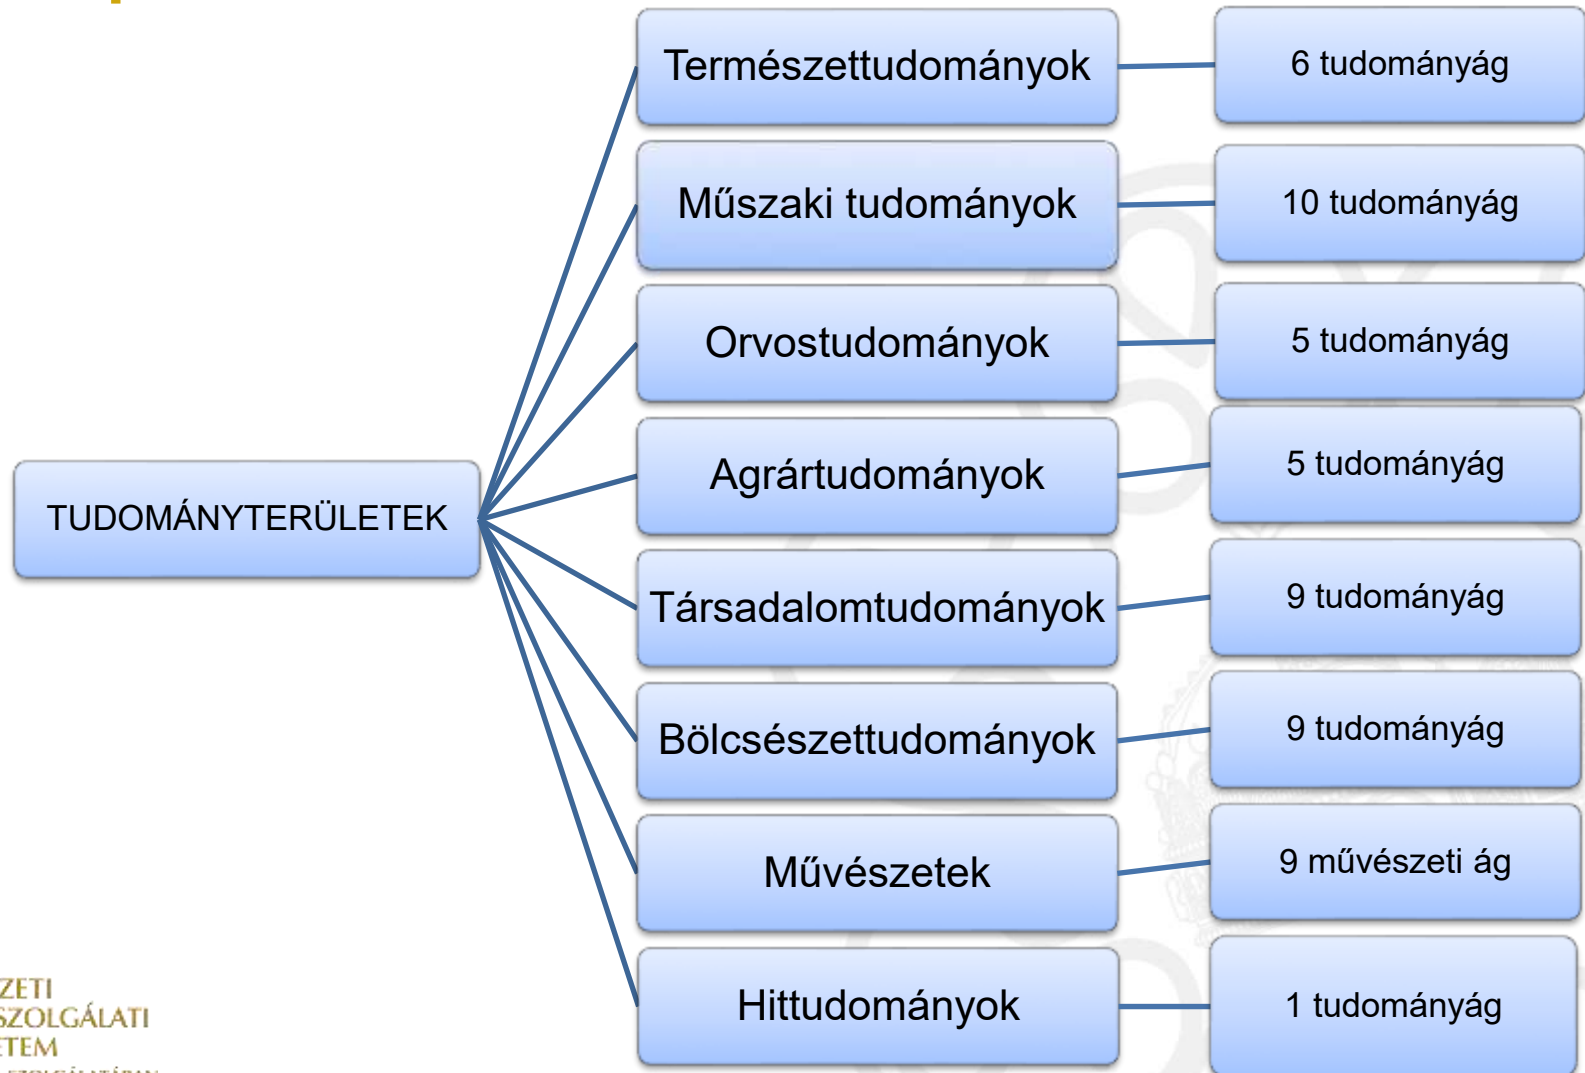 Természettudományok
6 tudományág
Műszaki tudományok
10 tudományág
Orvostudományok
5 tudományág
Agrártudományok
5 tudományág
TUDOMÁNYTERÜLETEK
Társadalomtudományok
9 tudományág
Bölcsészettudományok
9 tudományág
Művészetek
9 művészeti ág
Hittudományok
1 tudományág
ZETI
SZOLGÁLATI
ETEM